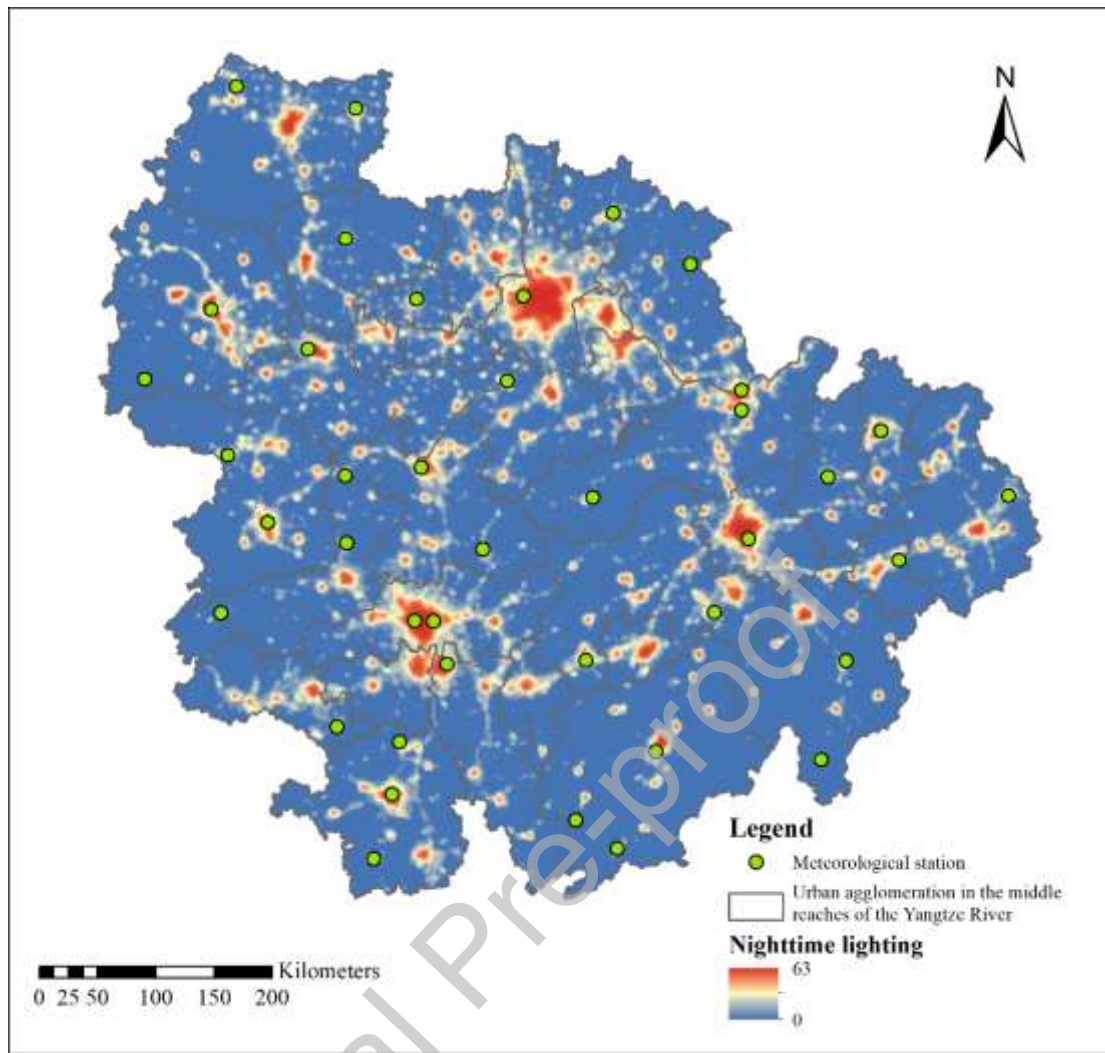 N
Legend
Meteorological station
Urban agglomeration in the middle
reaches of the Yangtze River
Nighttime lighting
63
0
Kilometers
0 25 50 100 150 200
al Pre-proof